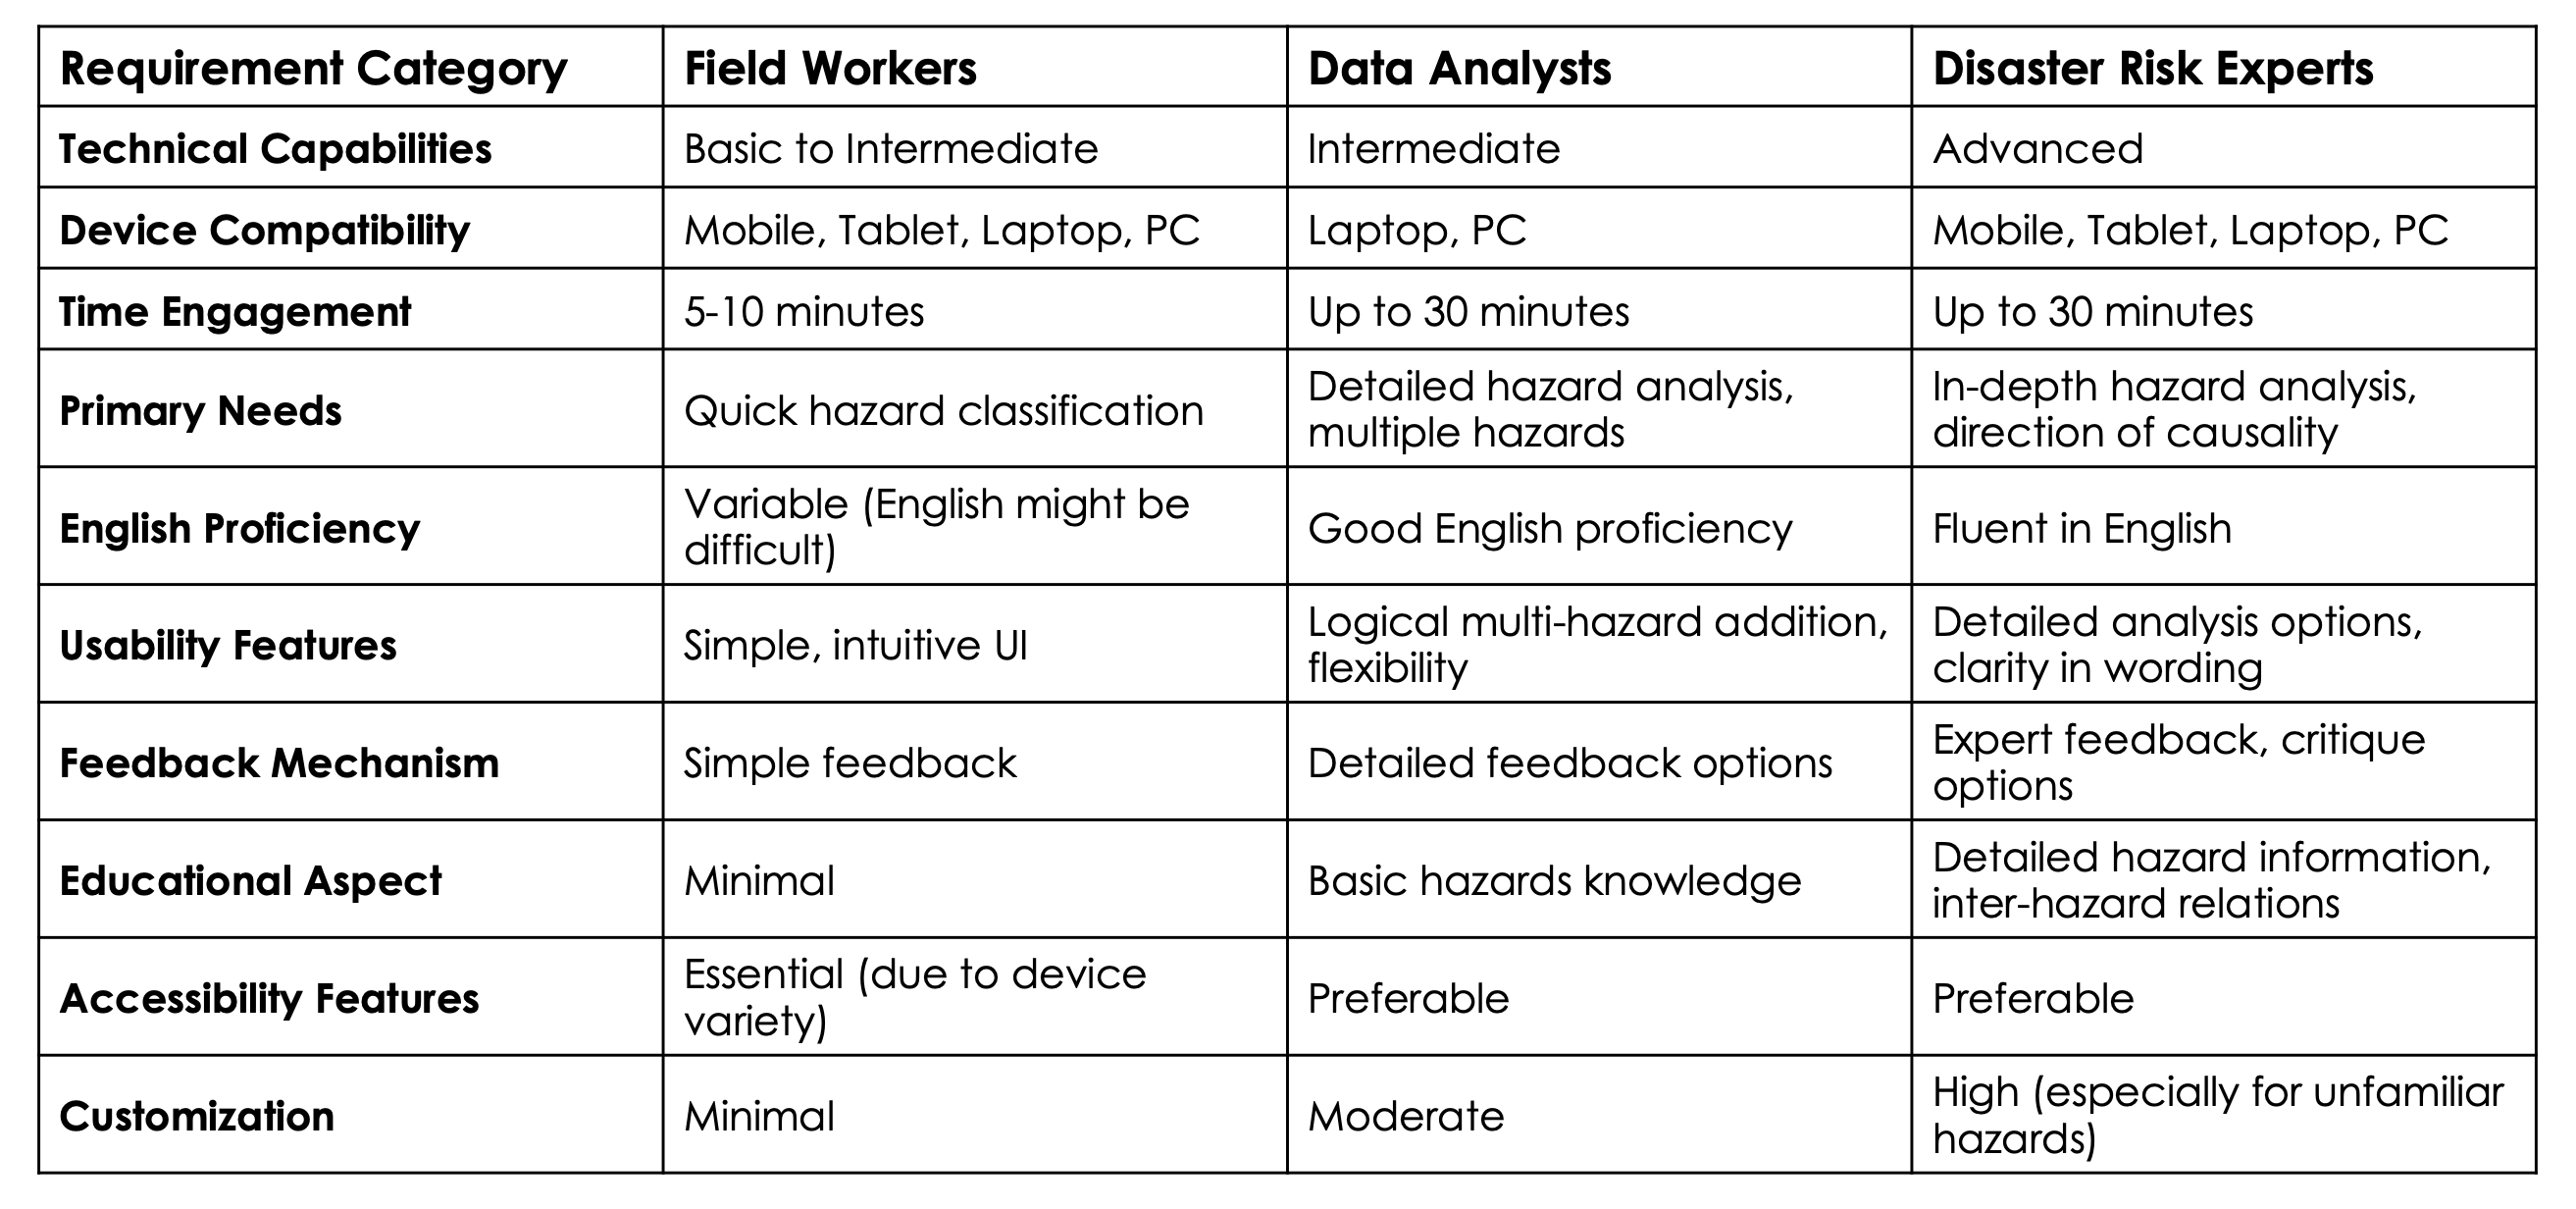 Requirement Category Field Workers Data Analysts Disaster Risk Experts
Technical Capabilities Basic to Intermediate Intermediate Advanced
Device Compatibility Mobile, Tablet, Laptop, PC Laptop, PC Mobile, Tablet, Laptop, PC
Time Engagement 5-10 minutes Up to 30 minutes Up to 30 minutes
Primary Needs
Quick hazard classification
Detailed hazard analysis,
multiple hazards
In-depth hazard analysis,
direction of causality
English Proficiency
Variable (English might be
difficult)
Good English proficiency
Fluent in English
Usability Features
Simple, intuitive UI
Logical multi-hazard addition,
flexibility
Detailed analysis options,
clarity in wording
Feedback Mechanism
Simple feedback
Detailed feedback options
Expert feedback, critique
options
Educational Aspect
Minimal
Basic hazards knowledge
Detailed hazard information,
inter-hazard relations
Accessibility Features
Essential (due to device
variety)
Preferable
Preferable
Customization
Minimal
Moderate
High (especially for unfamiliar
hazards)